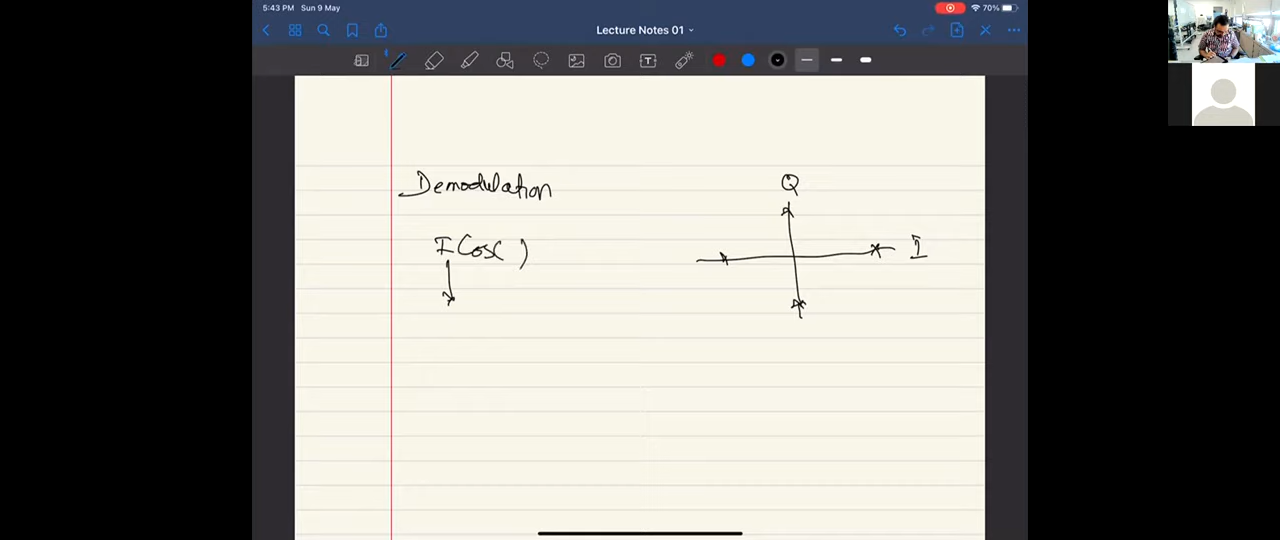 5:43 PM Sun 9 May
70%
Lecture Notes 01
T
Demodulation
Q
I Cos( )
I